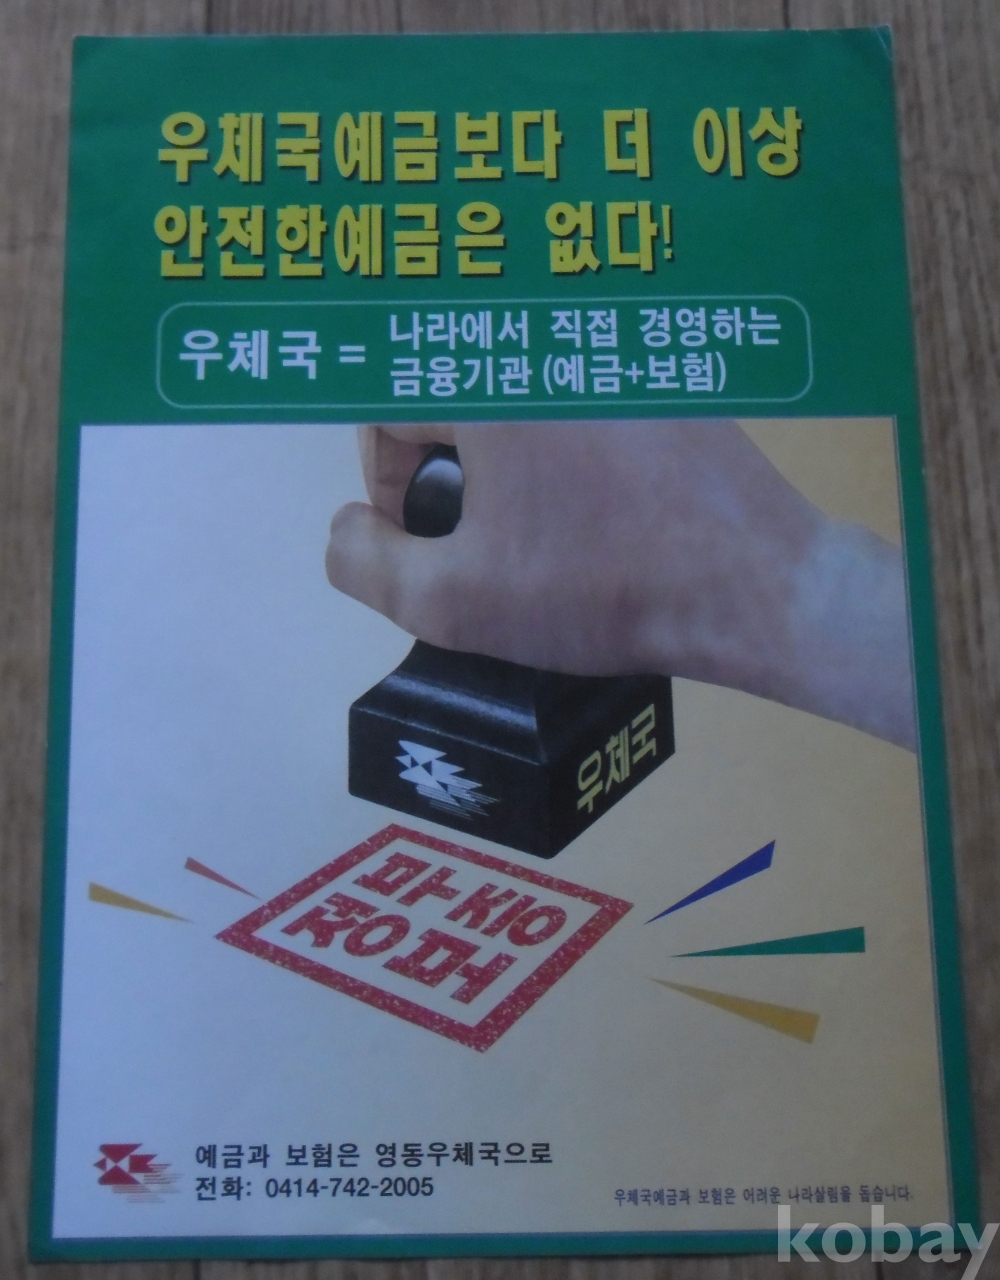 우체국예금보다 더 이상
안전한예금은 없다!
우체국 = 나라에서 직접 경영하는
금융기관 (예금+보험)
우체국
예금과 보험은 영동우체국으로
전화: 0414-742-2005
우체국예금과 보험은 어려운 나라살림을 돕습니다.
kobay